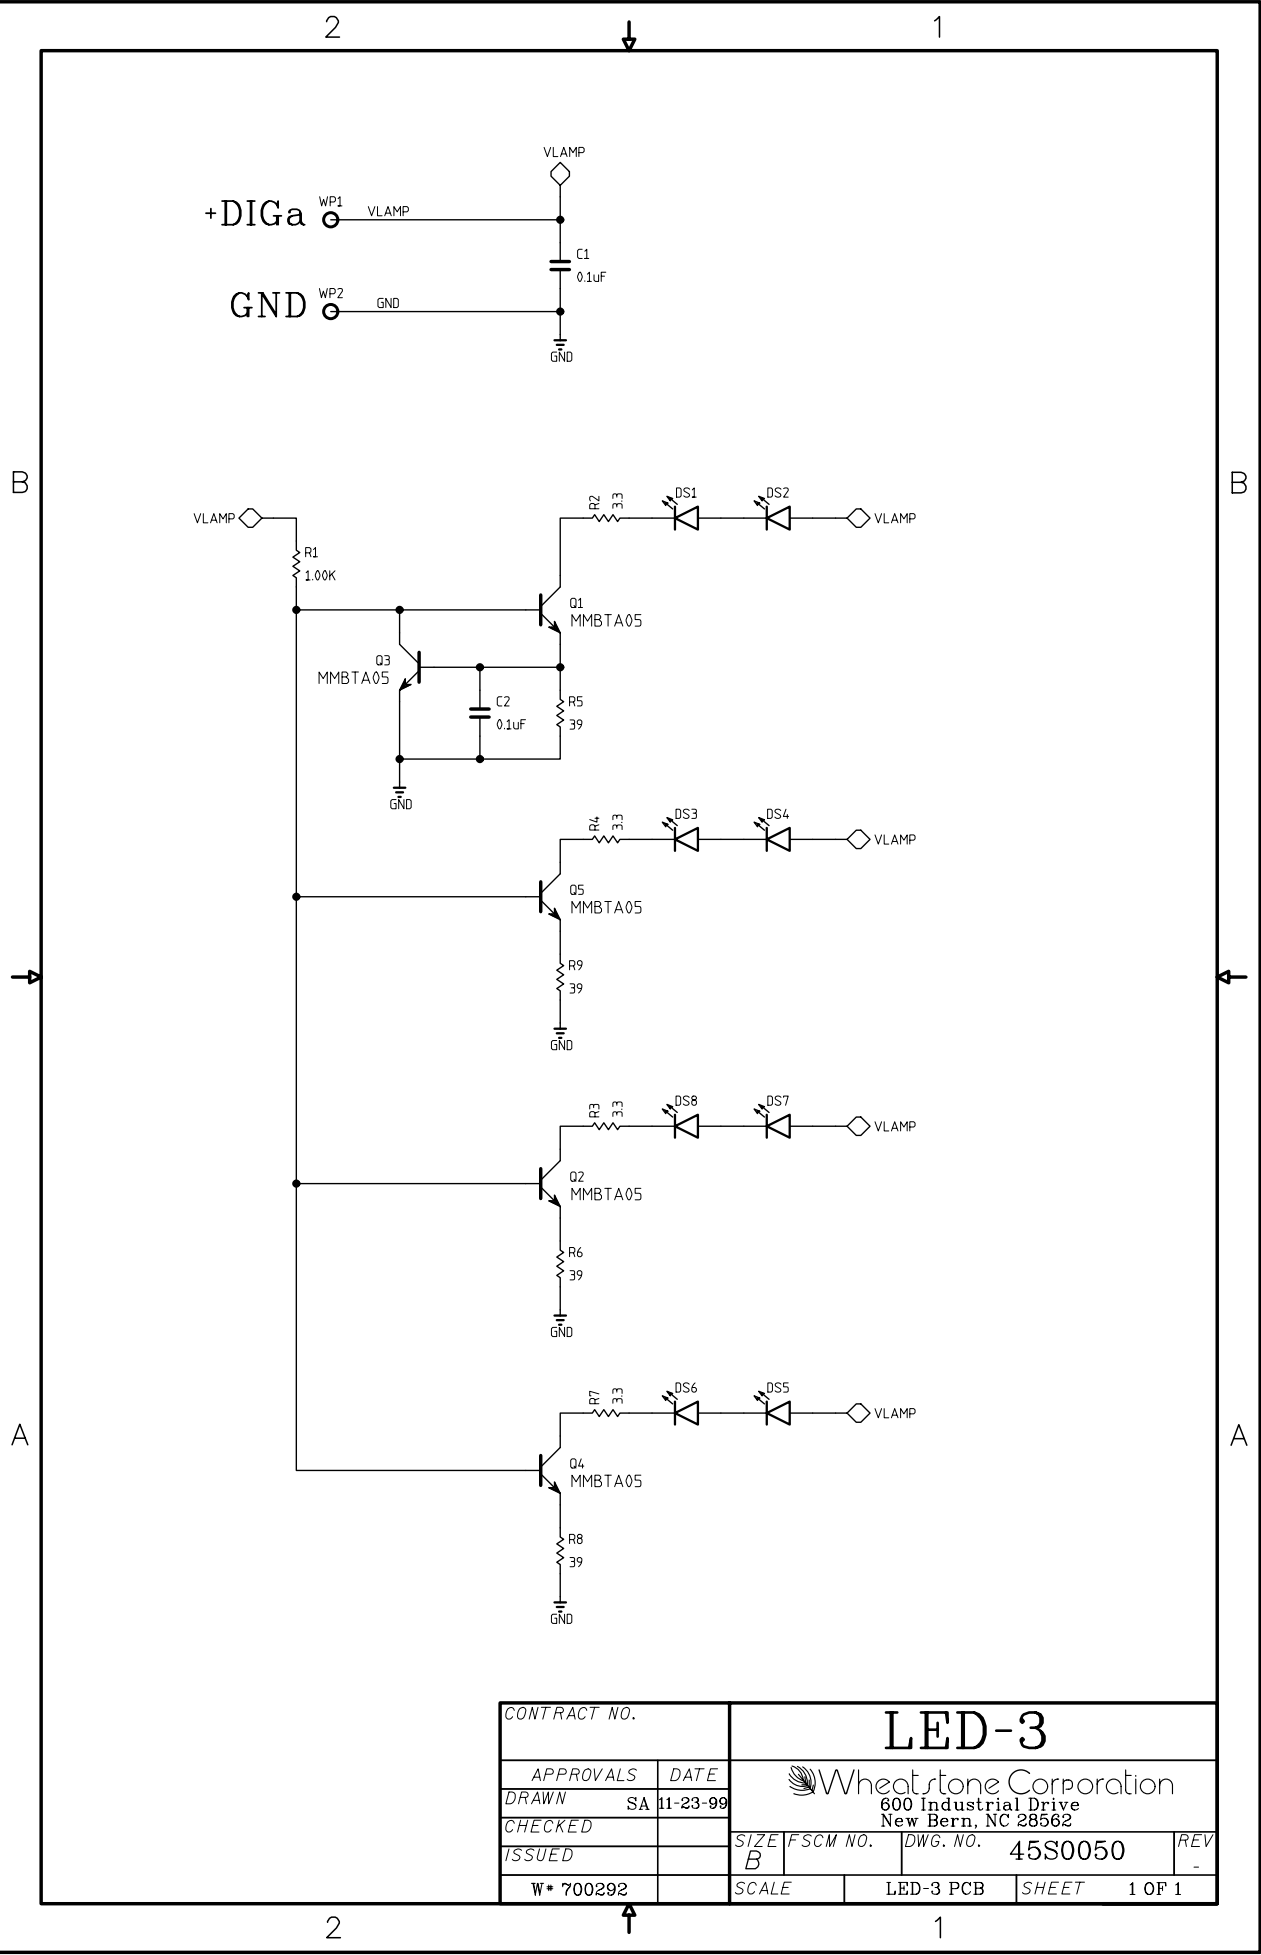 2 1
VLAMP
+DIGa WP1 VLAMP
C1
0.1uF
GND WP2 GND
GND
B B
VLAMP
R1
1.00K
R2 3.3 DS1 DS2 VLAMP
Q1
MMBTA05
Q3
MMBTA05
C2
0.1uF
R5
39
GND
R4 3.3 DS3 DS4 VLAMP
Q5
MMBTA05
R9
39
GND
R3 3.3 DS8 DS7 VLAMP
Q2
MMBTA05
R6
39
GND
A A
R7 3.3 DS6 DS5 VLAMP
Q4
MMBTA05
R8
39
GND
CONTRACT NO.
LED-3
APPROVALS DATE
DRAWN SA 11-23-99
CHECKED
ISSUED
W# 700292
Wheatstone Corporation
600 Industrial Drive
New Bern, NC 28562
SIZE B FSCM NO. DWG. NO. 45S0050 REV -
SCALE LED-3 PCB SHEET 1 OF 1
2 1